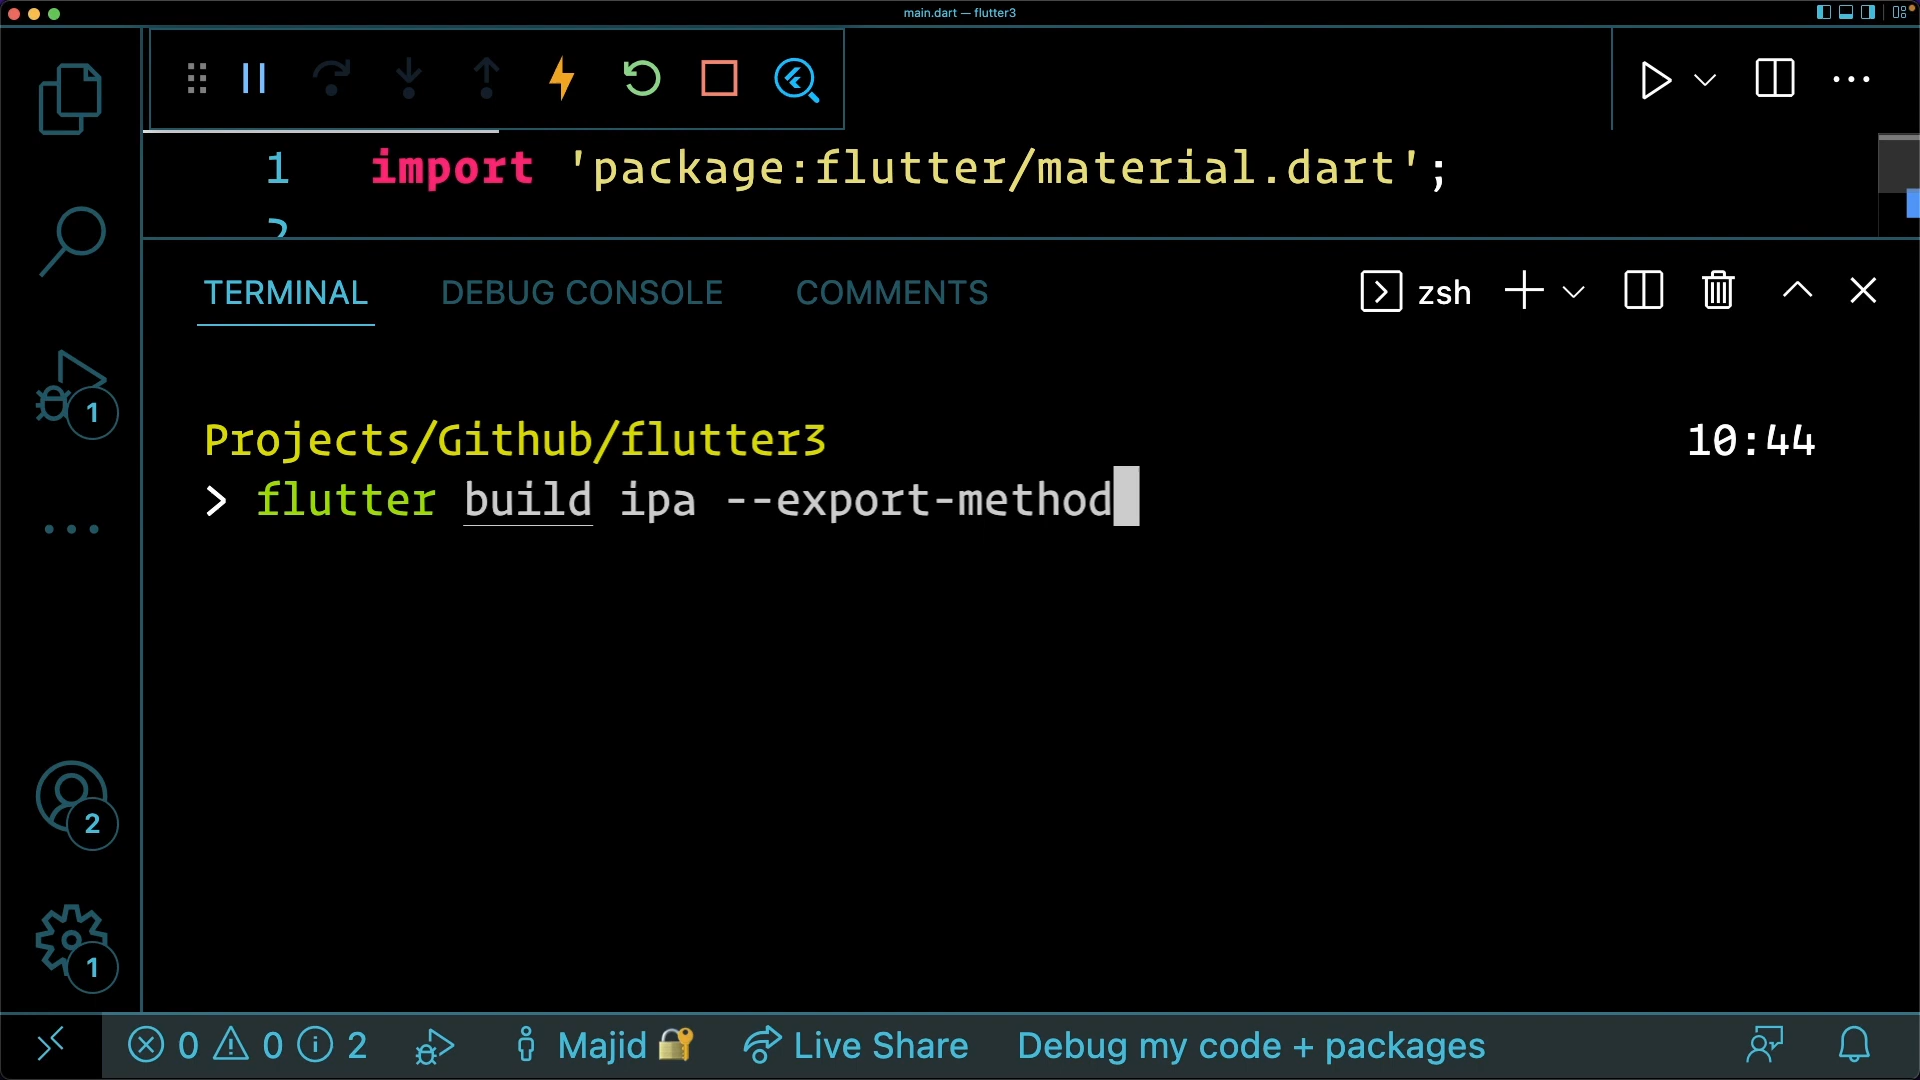 main.dart — flutter3
1 import 'package:flutter/material.dart';
2
TERMINAL DEBUG CONSOLE COMMENTS zsh
1
Projects/Github/flutter3 10:44
> flutter build ipa --export-method
2
1
0 0 2 Majid Live Share Debug my code + packages